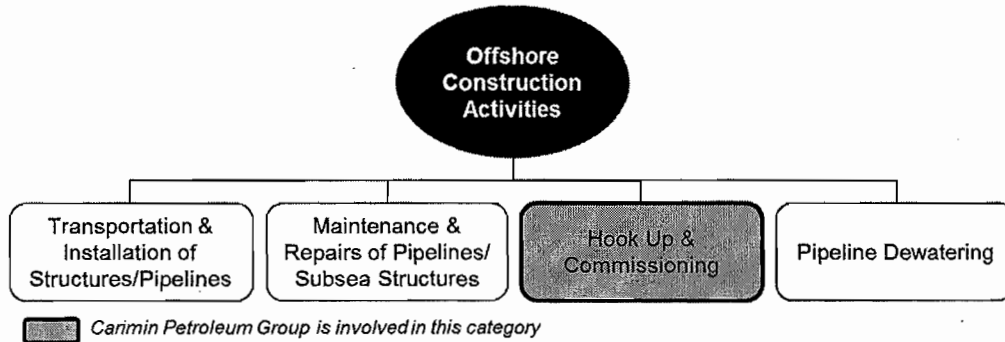 Offshore
Construction
Activities
Transportation &
Installation of
Structures/Pipelines
Maintenance &
Repairs of Pipelines/
Subsea Structures
Hook Up &
Commissioning
Pipeline Dewatering
Carimin Petroleum Group is involved in this category